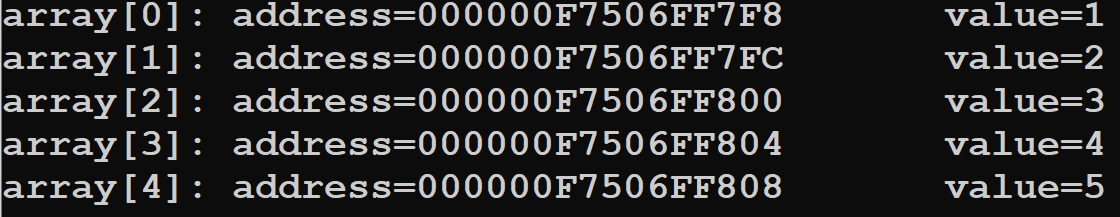 array[0]: address=000000F7506FF7F8 value=1
array[1]: address=000000F7506FF7FC value=2
array[2]: address=000000F7506FF800 value=3
array[3]: address=000000F7506FF804 value=4
array[4]: address=000000F7506FF808 value=5